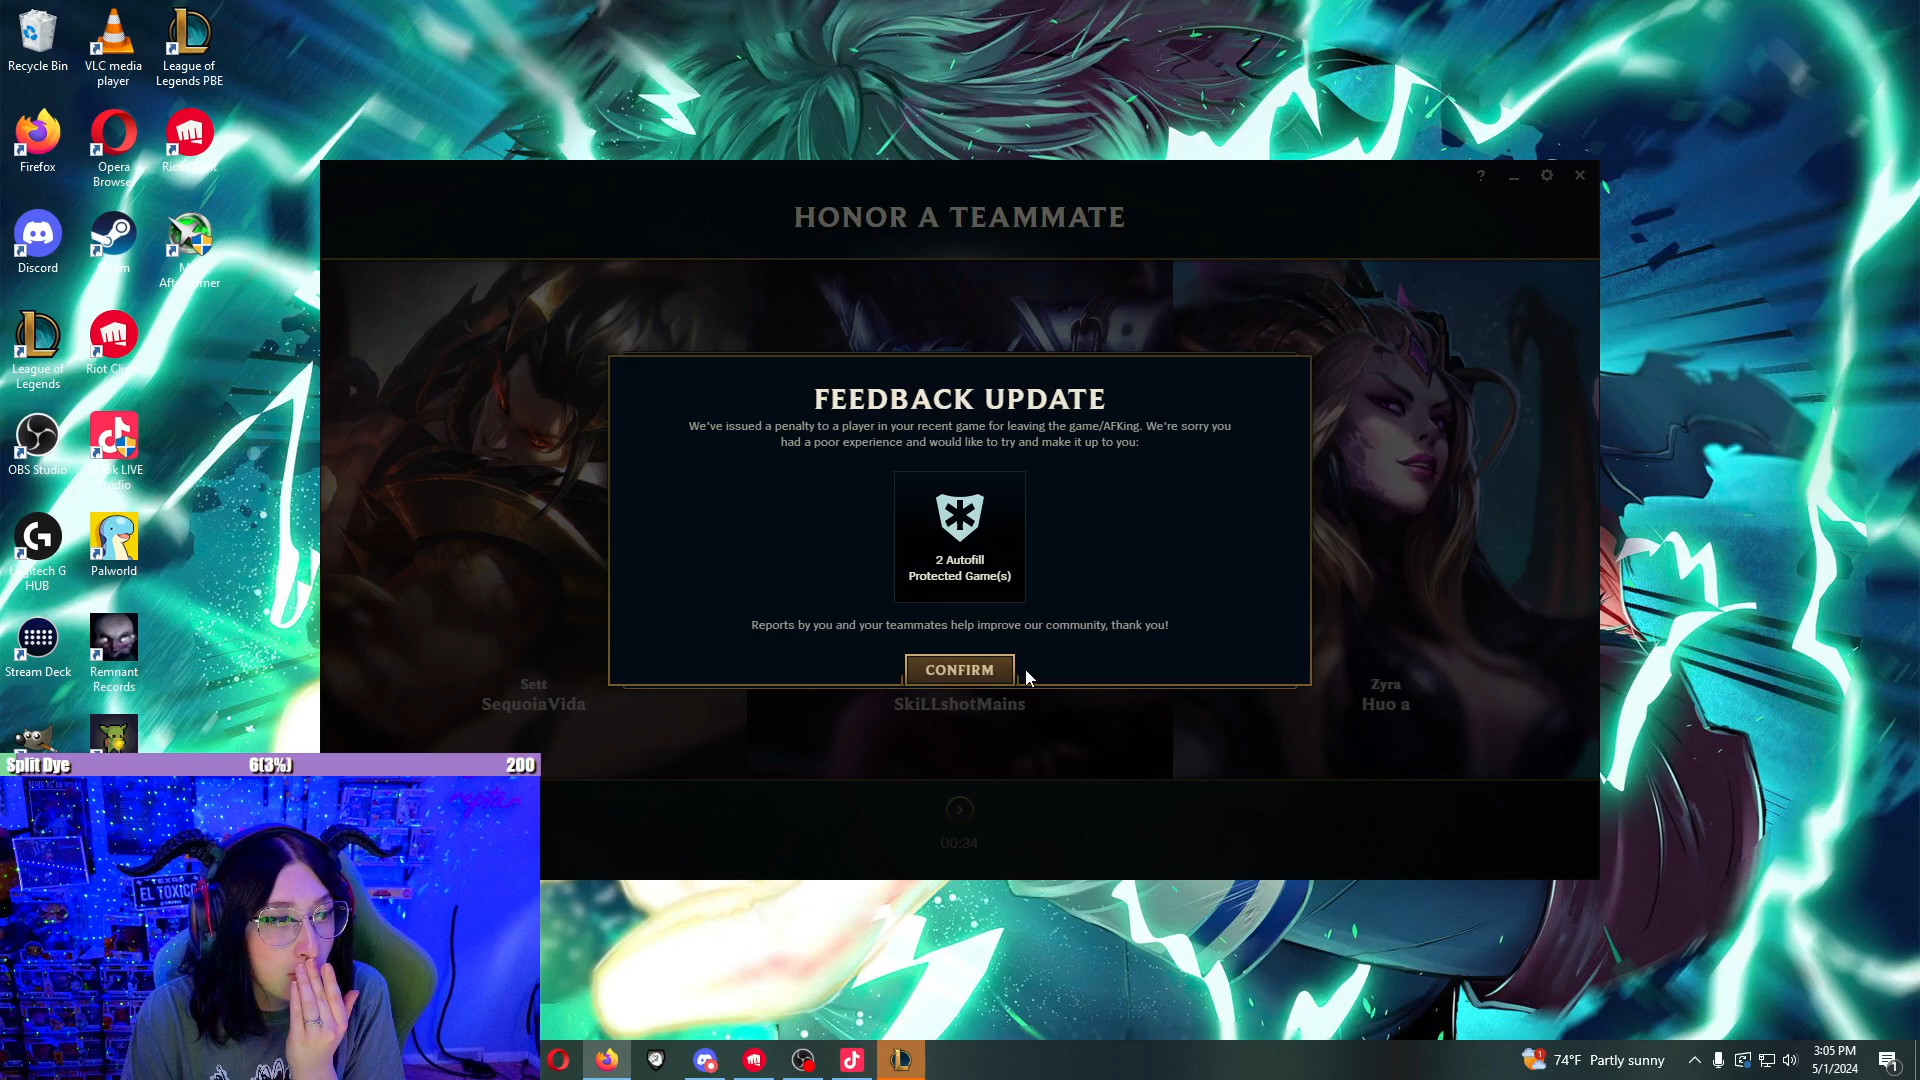 Recycle Bin
VLC media
player
League of
Legends PBE
Firefox
Opera
Browser
Discord
League of
Legends
OBS Studio
HUB
Palworld
Stream Deck
Remnant
Records
HONOR A TEAMMATE
FEEDBACK UPDATE
We've issued a penalty to a player in your recent game for leaving the game/AFKing. We're sorry you
had a poor experience and would like to try and make it up to you:
2 Autofill
Protected Game(s)
Reports by you and your teammates help improve our community, thank you!
CONFIRM
Sett
SequoiaVida
SkiLLshotMains
Zyra
Huo a
00:34
Split Dye 6(3%) 200
TEXAS
EL TOXICO
74°F Partly sunny
3:05 PM
5/1/2024